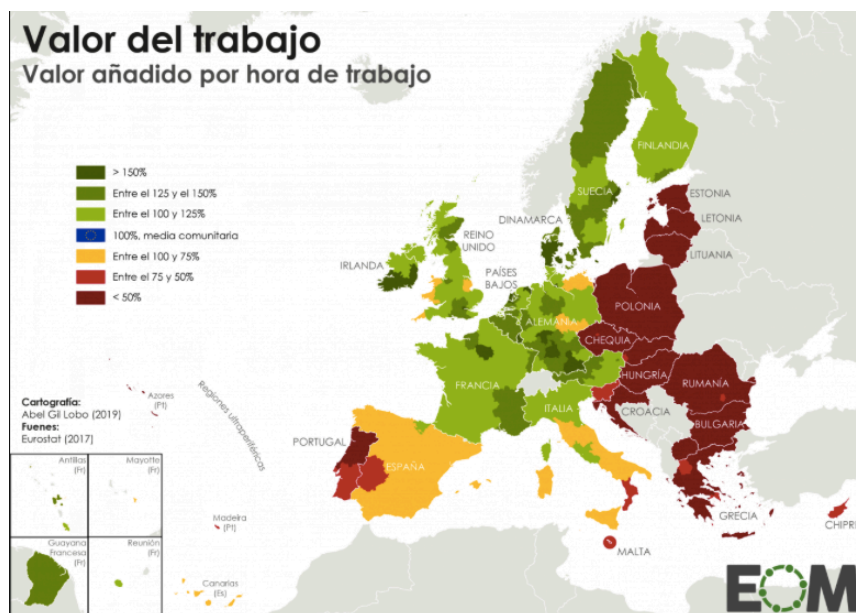 Valor del trabajo
Valor añadido por hora de trabajo
> 150%
Entre el 125 y el 150%
Entre el 100 y 125%
100%, media comunitaria
Entre el 100 y 75%
Entre el 75 y 50%
< 50%
FINLANDIA
SUECIA
ESTONIA
LETONIA
LITUANIA
DINAMARCA
REINO
UNIDO
IRLANDA
PAÍSES
BAJOS
ALEMANIA
POLONIA
CHEQUIA
HUNGRÍA
RUMANÍA
FRANCIA
ITALIA
CROACIA
BULGARIA
PORTUGAL
ESPAÑA
GRECIA
CHIPRE
MALTA
Azores
(Pt)
Regiones ultraperiféricas
Cartografía:
Abel Gil Lobo (2019)
Fuenes:
Eurostat (2017)
Antillas
(Fr)
Mayotte
(Fr)
Guayana
Francesa
(Fr)
Reunión
(Fr)
Madeira
(Pt)
Canarias
(Es)
EOM